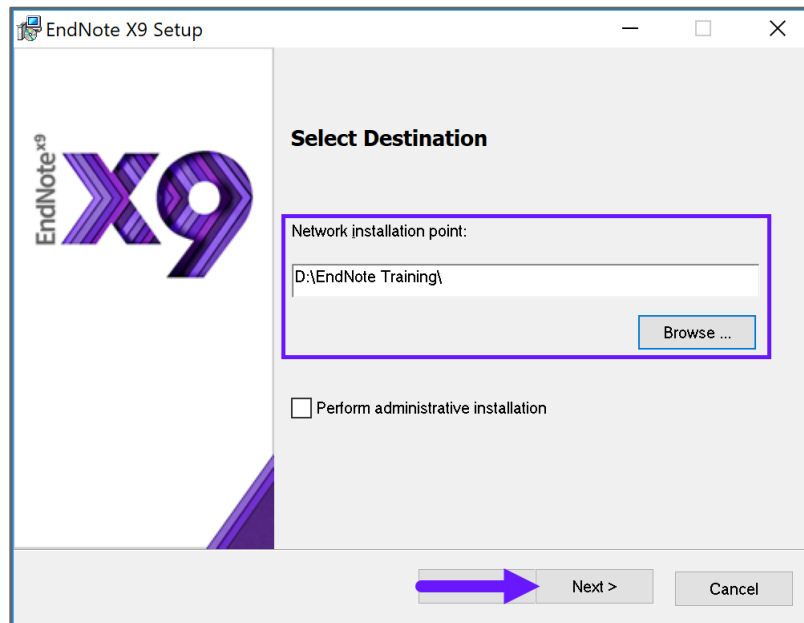 EndNote X9 Setup
EndNote x9
X9
Select Destination
Network installation point:
D:\EndNote Training\
Browse ...
Perform administrative installation
Next >
Cancel